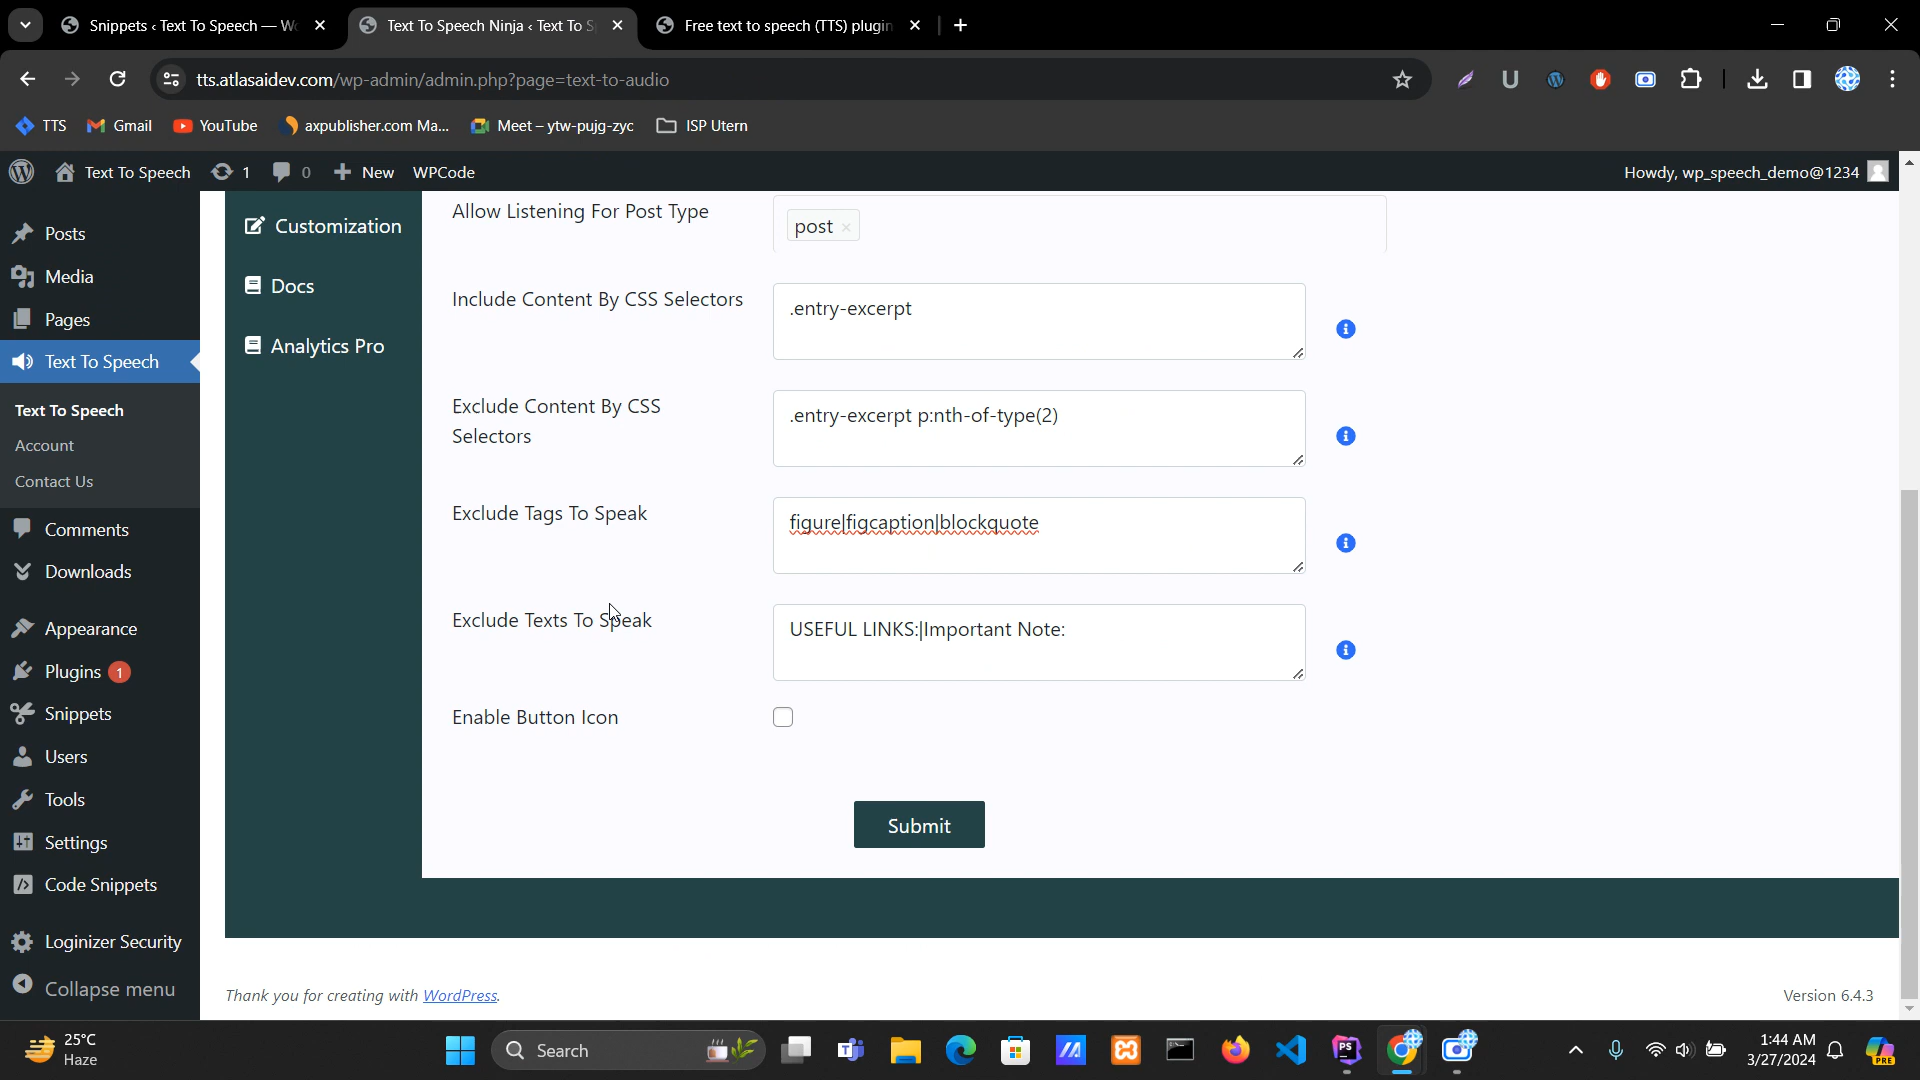 Snippets ‹ Text To Speech — W
Text To Speech Ninja ‹ Text To S
Free text to speech (TTS) plugin
tts.atlasaidev.com/wp-admin/admin.php?page=text-to-audio
TTS
Gmail
YouTube
axpublisher.com Ma...
Meet – ytw-pujg-zyc
ISP Utern
Text To Speech
1
0
New
WPCode
Howdy, wp_speech_demo@1234
Posts
Media
Pages
Text To Speech
Text To Speech
Account
Contact Us
Comments
Downloads
Appearance
Plugins 1
Snippets
Users
Tools
Settings
Code Snippets
Loginizer Security
Collapse menu
Customization
Docs
Analytics Pro
Allow Listening For Post Type
post ×
Include Content By CSS Selectors
.entry-excerpt
Exclude Content By CSS
Selectors
.entry-excerpt p:nth-of-type(2)
Exclude Tags To Speak
figure|figcaption|blockquote
Exclude Texts To Speak
USEFUL LINKS:|Important Note:
Enable Button Icon
Submit
Thank you for creating with WordPress.
Version 6.4.3
25°C
Haze
Search
PS
PRE
1:44 AM
3/27/2024